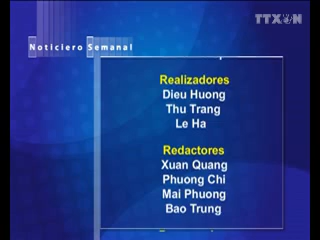 TTXVN
Noticiero Semanal
Realizadores
Dieu Huong
Thu Trang
Le Ha
Redactores
Xuan Quang
Phuong Chi
Mai Phuong
Bao Trung